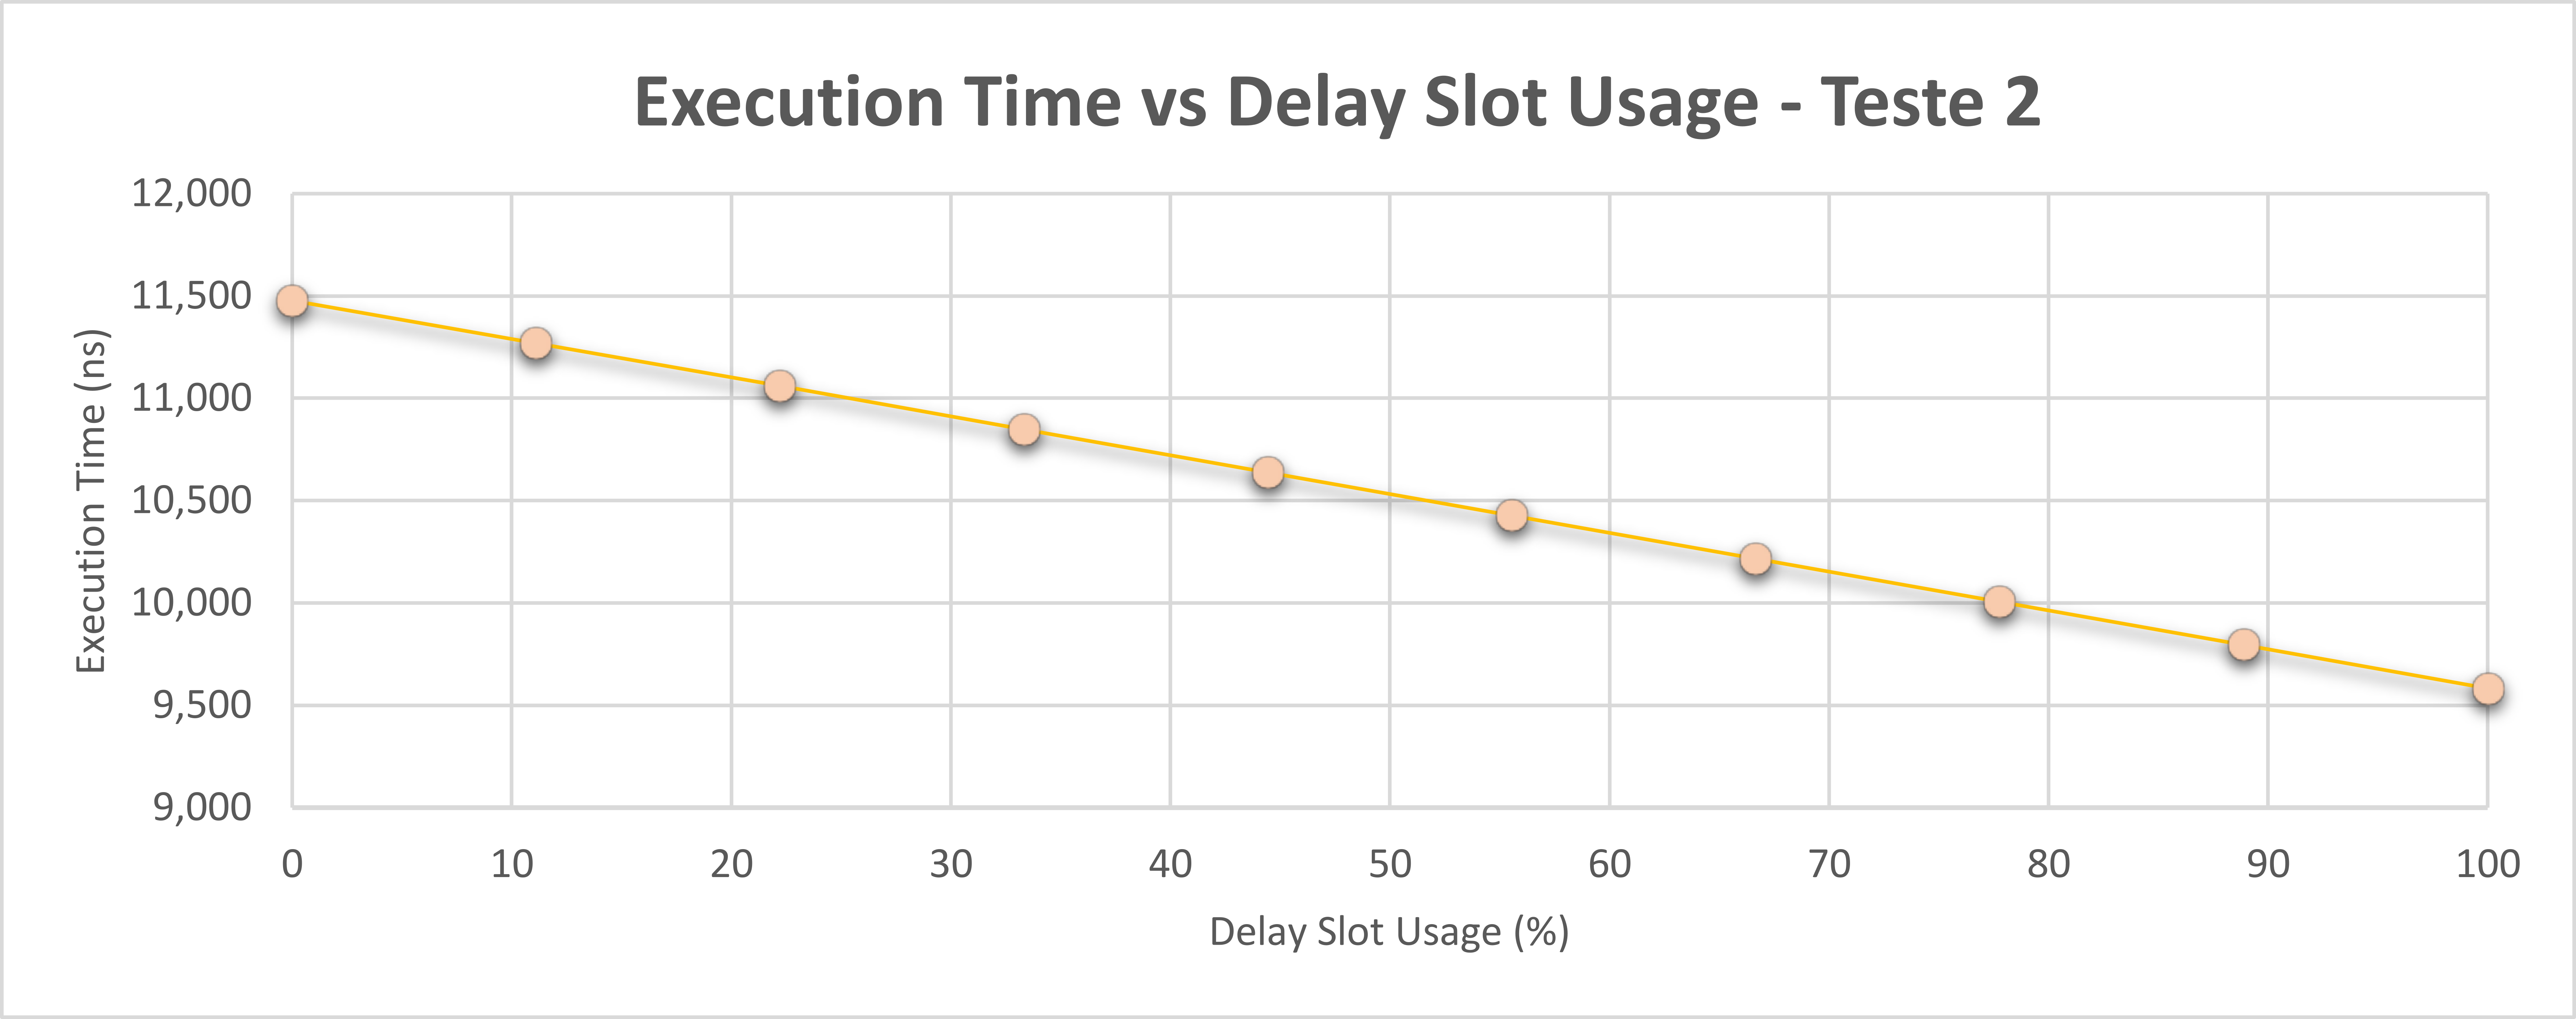 Execution Time vs Delay Slot Usage - Teste 2
Execution Time (ns)
12,000
11,500
11,000
10,500
10,000
9,500
9,000
0 10 20 30 40 50 60 70 80 90 100
Delay Slot Usage (%)